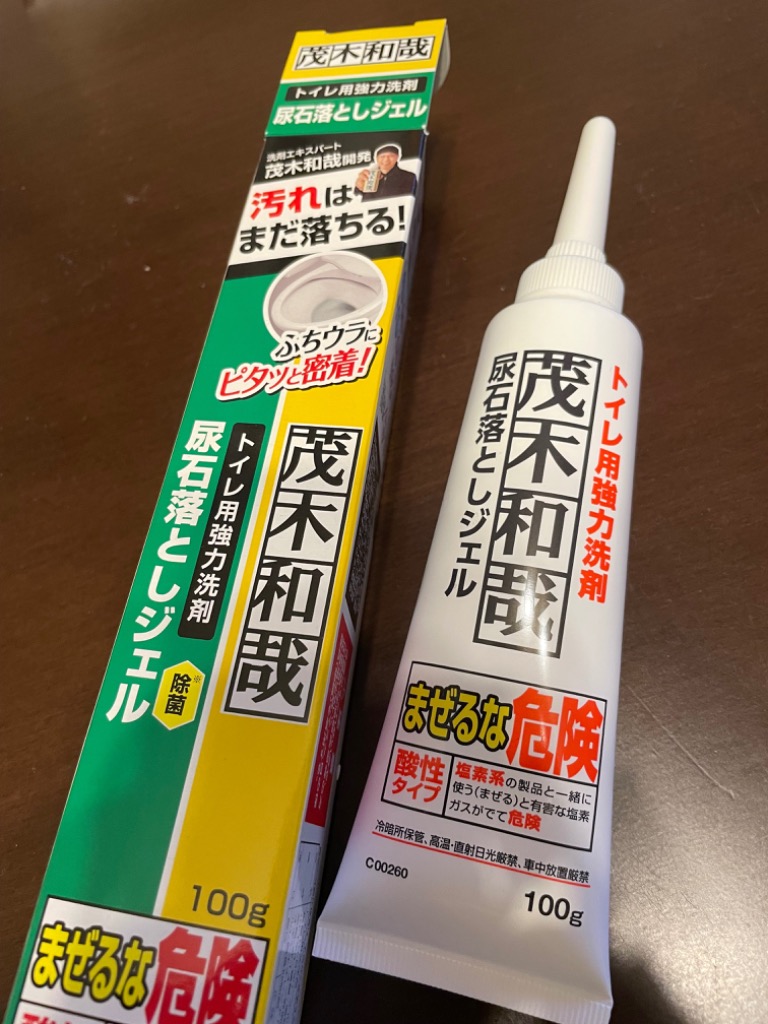 茂木和哉
トイレ用強力洗剤
尿石落としジェル
洗剤エキスパート
茂木和哉開発
汚れは
まだ落ちる!
ふちウラに
ピタッと密着!
茂木和哉
トイレ用強力洗剤
尿石落としジェル
除菌
※
100g
まぜるな
危険
トイレ用強力洗剤
茂木和哉
尿石落としジェル
まぜるな
危険
酸性
タイプ
塩素系の製品と一緒に
使う(まぜる)と有害な塩素
ガスがでて危険
冷暗所保管、高温・直射日光厳禁、車中放置厳禁
C00260
100g